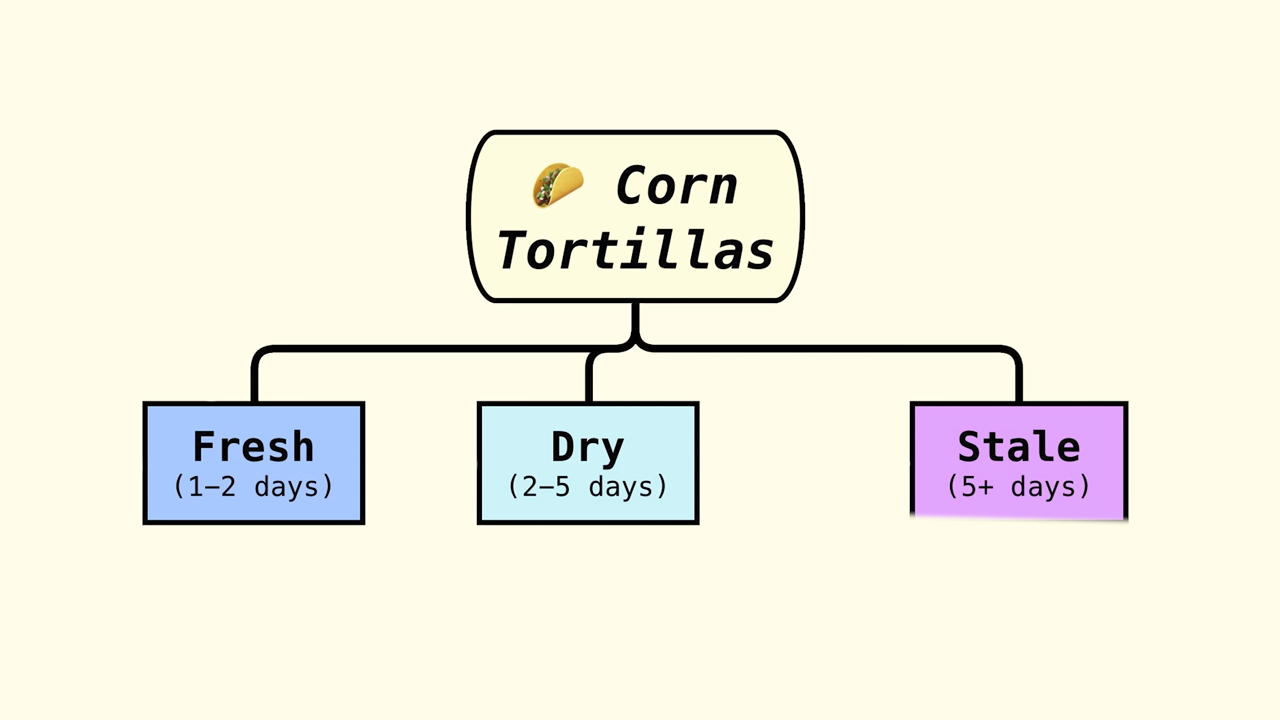 🌮 Corn
Tortillas
Fresh
(1–2 days)
Dry
(2–5 days)
Stale
(5+ days)